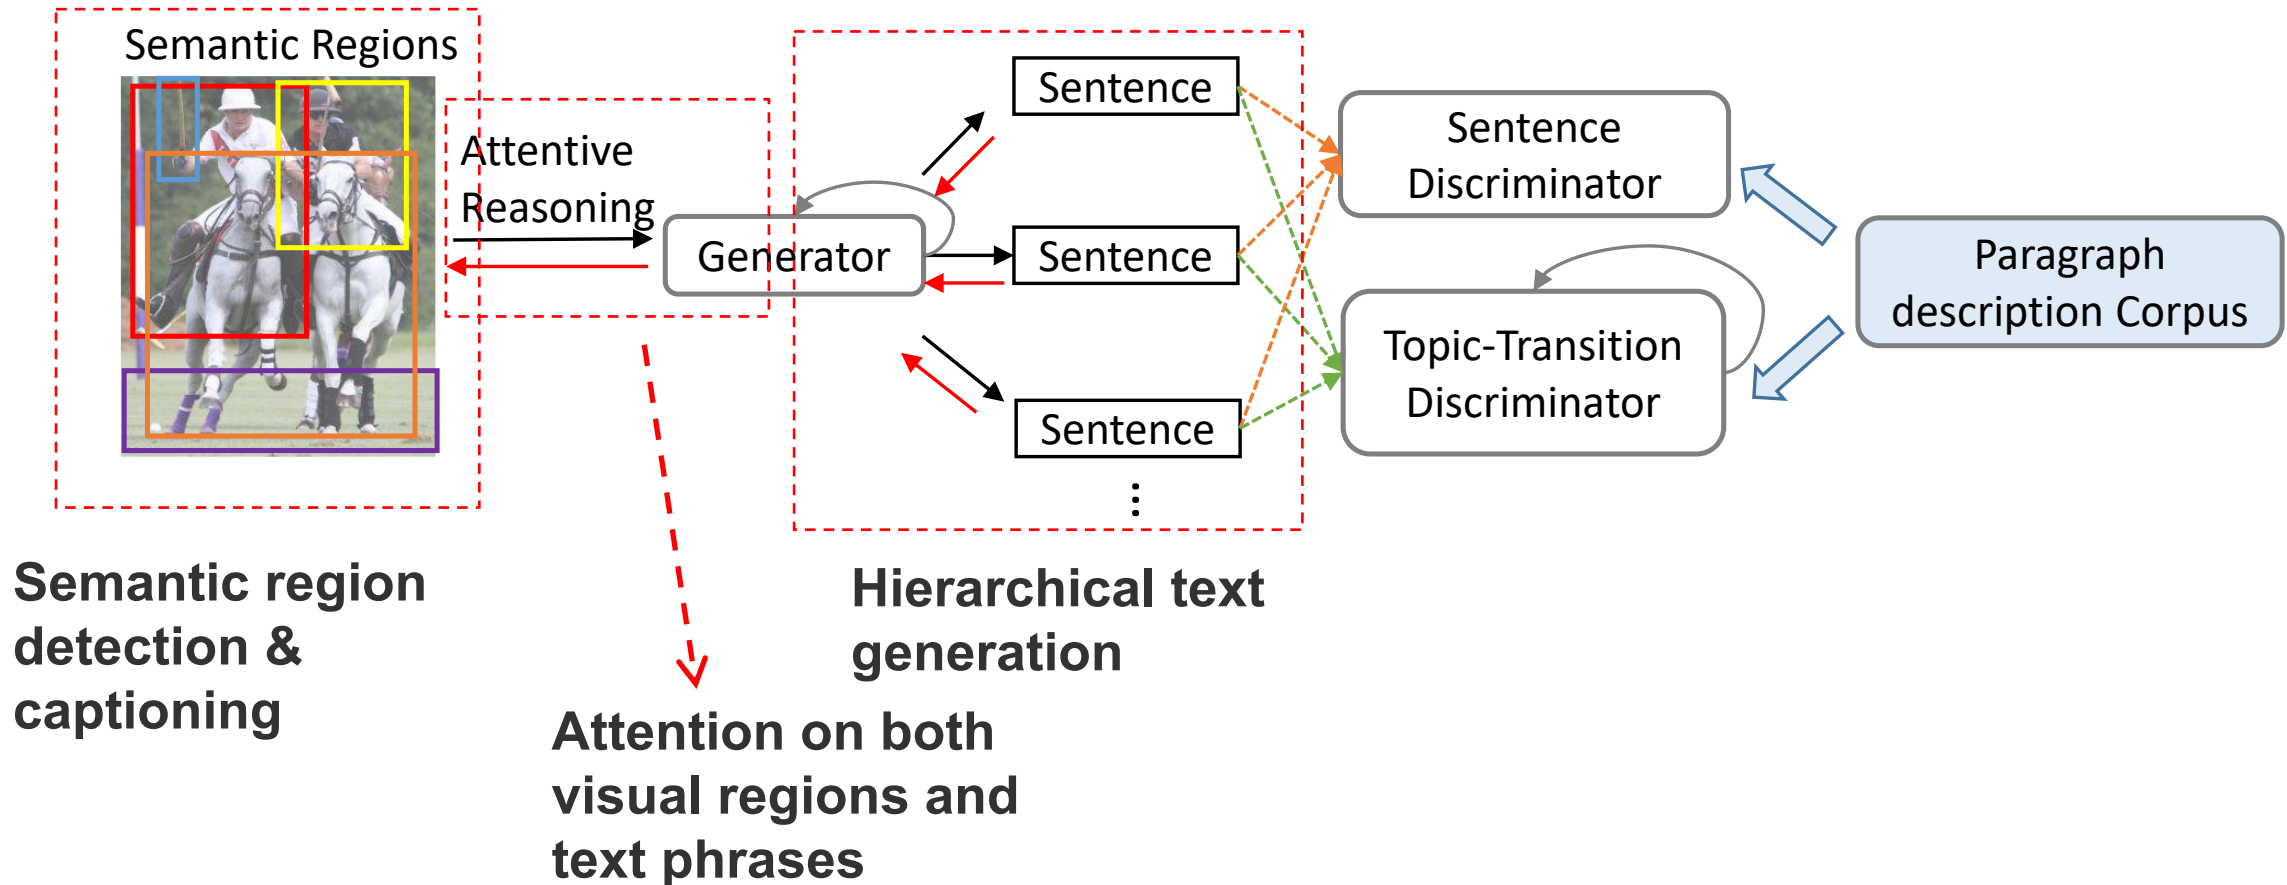 Semantic Regions
Attentive
Reasoning
Generator
Sentence
Sentence
Sentence
...
Sentence
Discriminator
Topic-Transition
Discriminator
Paragraph
description Corpus
Semantic region
detection &
captioning
Attention on both
visual regions and
text phrases
Hierarchical text
generation